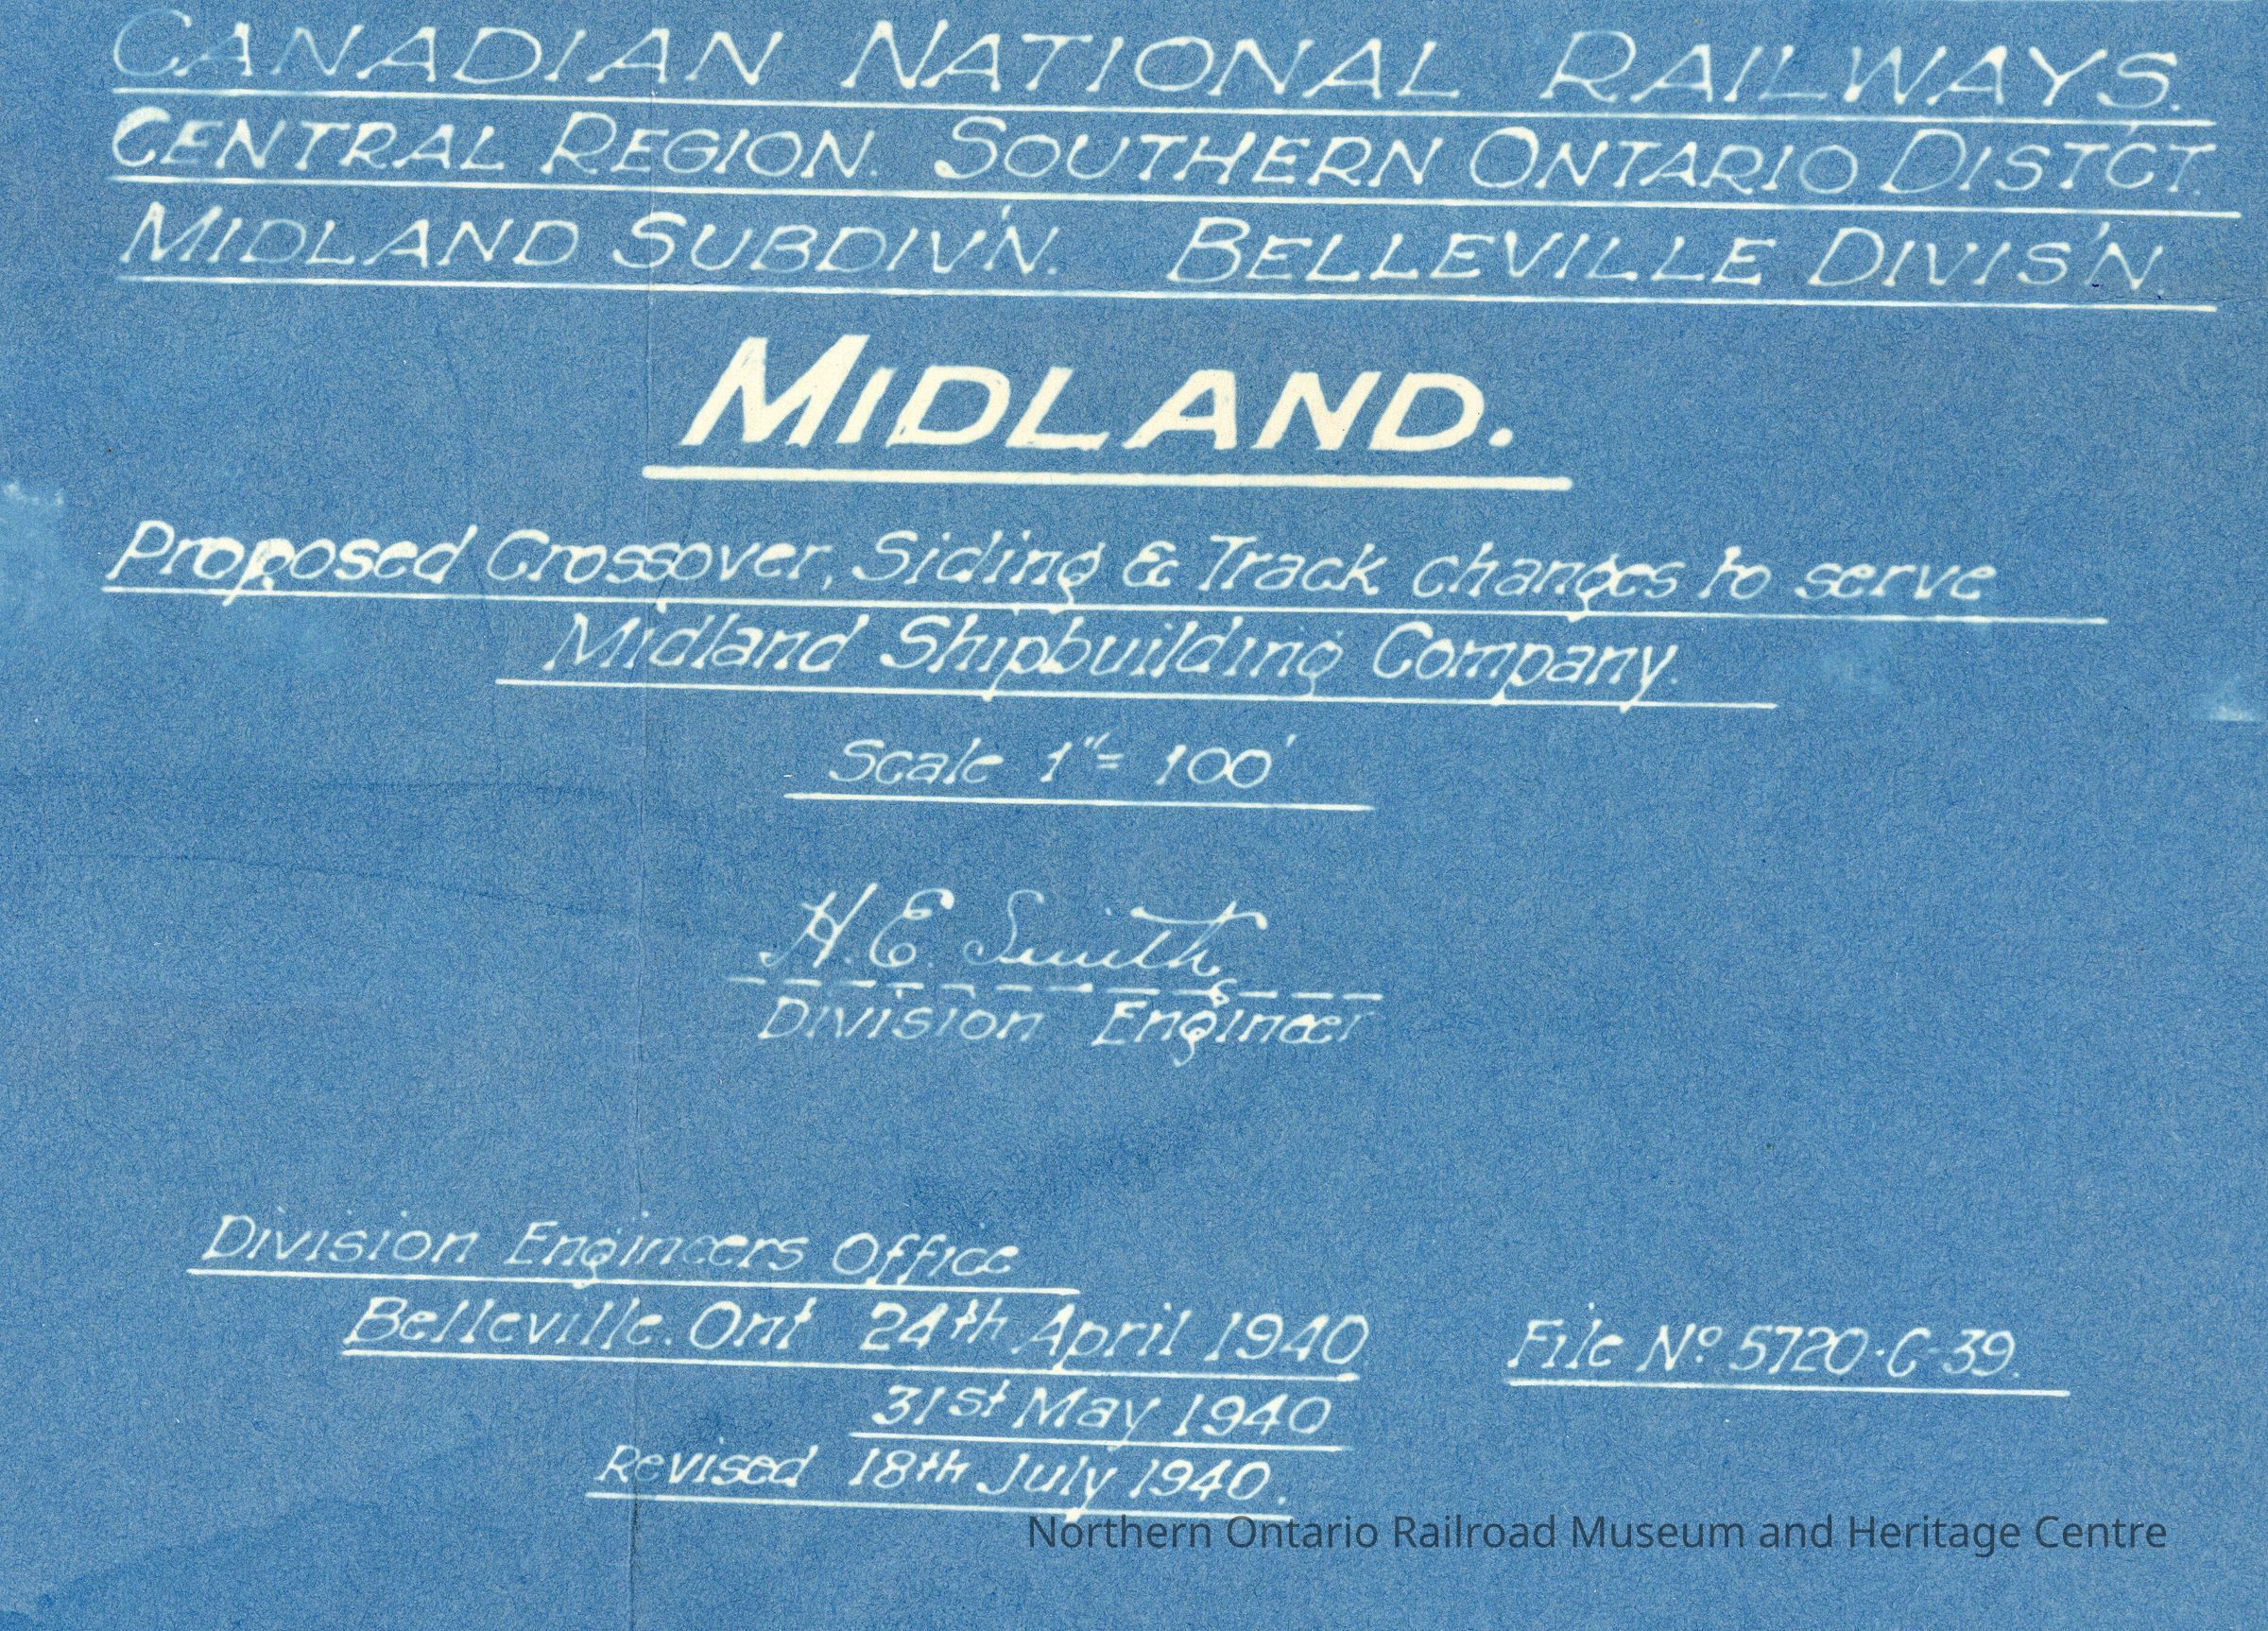 CANADIAN NATIONAL RAILWAYS.
CENTRAL REGION. SOUTHERN ONTARIO DIST'CT.
MIDLAND SUBDIV'N. BELLEVILLE DIVIS'N.
MIDLAND.
Proposed Crossover, Siding & Track changes to serve
Midland Shipbuilding Company.
Scale 1"= 100'
H.E. Smith
Division Engineer
Division Engineers Office
Belleville. Ont 24th April 1940
File Nº 5720-C-39.
31st May 1940
Revised 18th July 1940.
Northern Ontario Railroad Museum and Heritage Centre